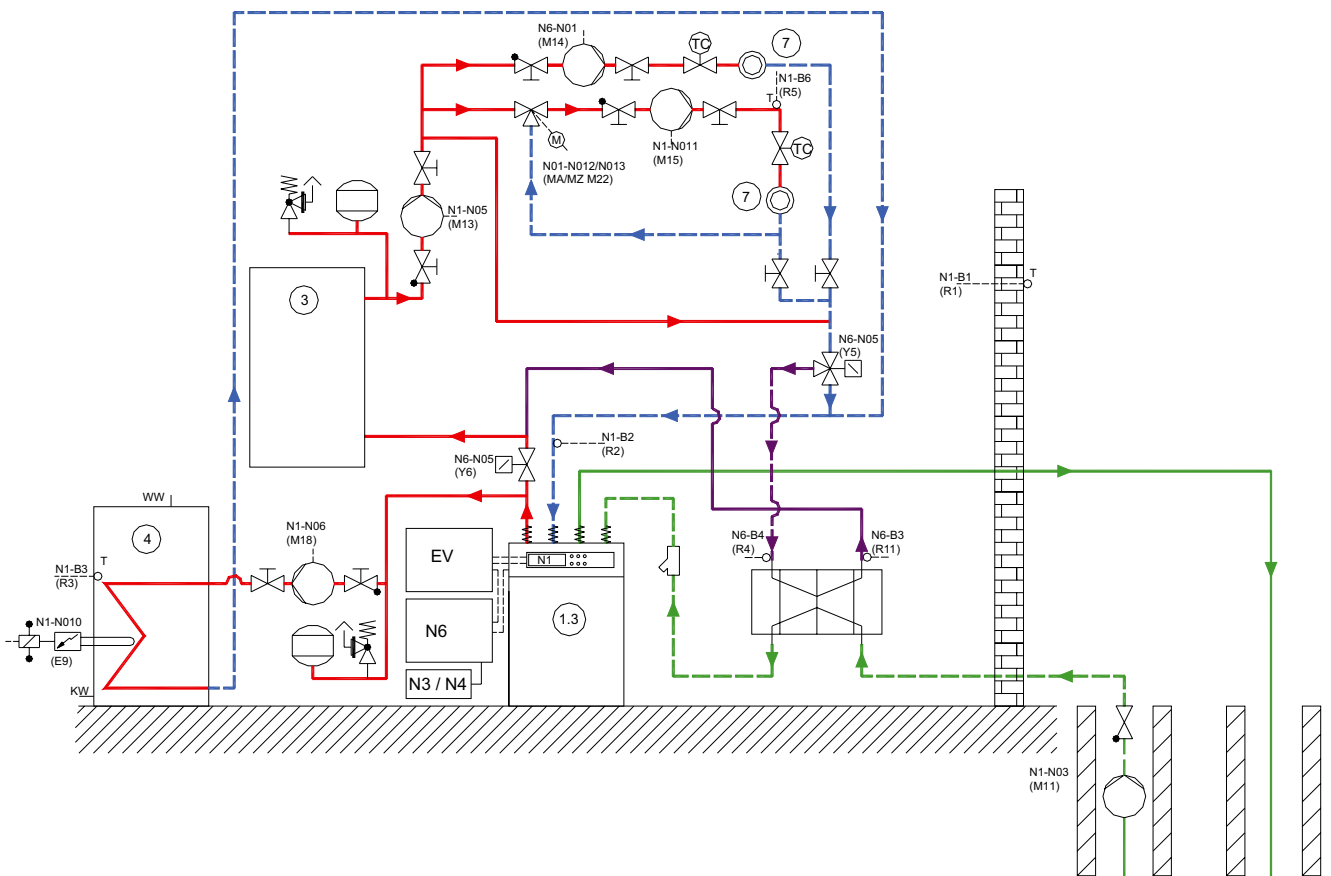 N6-N01
(M14)
TC
7
N1-B6
(R5)
T
M
N1-N011
(M15)
TC
N01-N012/N013
(MA/MZ M22)
7
N1-N05
(M13)
3
N1-B1
(R1)
T
N6-N05
(Y5)
N1-B2
(R2)
N6-N05
(Y6)
WW
4
N1-N06
(M18)
EV
N1
N6-B4
(R4)
N6-B3
(R11)
N1-B3
(R3)
T
N1-N010
(E9)
N6
1.3
N3 / N4
KW
N1-N03
(M11)